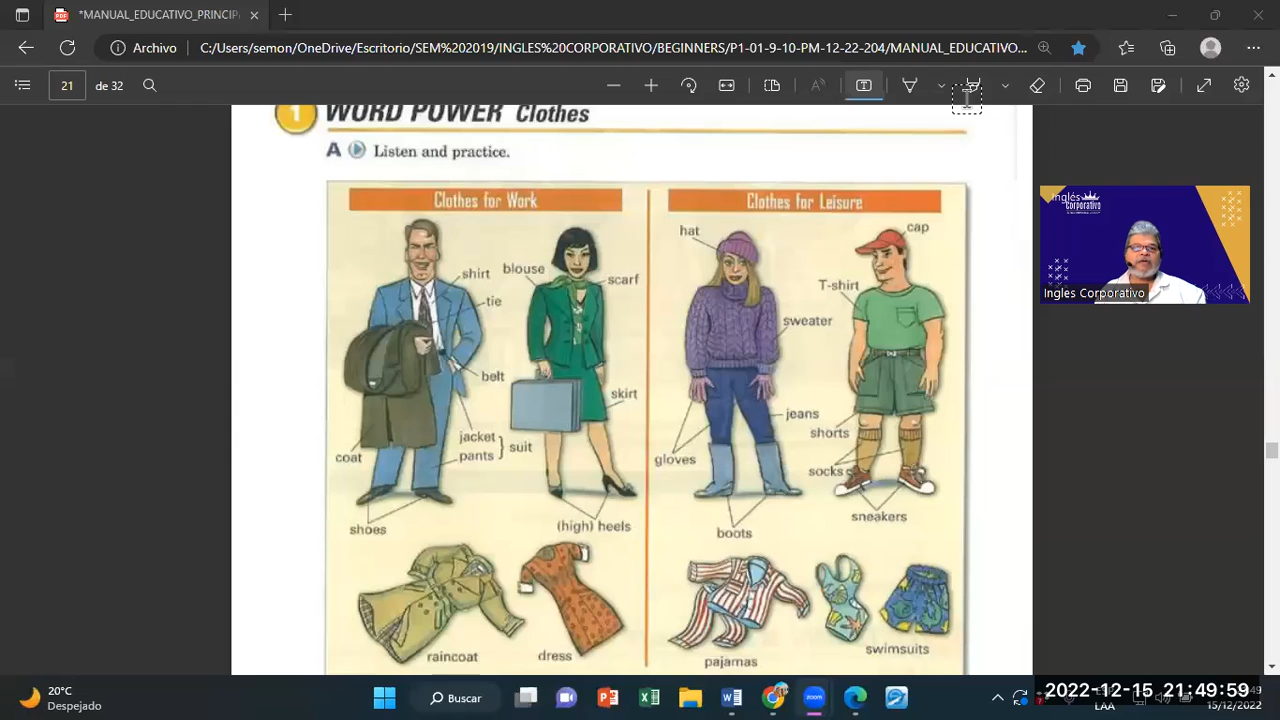 *MANUAL_EDUCATIVO_PRINCIP
Archivo
C:/Users/semon/OneDrive/Escritorio/SEM%202019/INGLES%20CORPORATIVO/BEGINNERS/P1-01-9-10-PM-12-22-204/MANUAL_EDUCATIVO...
21 de 32
1 WORD POWER Clothes
A Listen and practice.
Clothes for Work
Clothes for Leisure
shirt
blouse
scarf
tie
belt
skirt
jacket
pants
suit
coat
shoes
(high) heels
raincoat
dress
hat
cap
T-shirt
sweater
jeans
shorts
gloves
socks
sneakers
boots
pajamas
swimsuits
Inglés
Corporativo
Ingles Corporativo
20°C
Despejado
Buscar
LAA
2022-12-15 21:49:59
15/12/2022